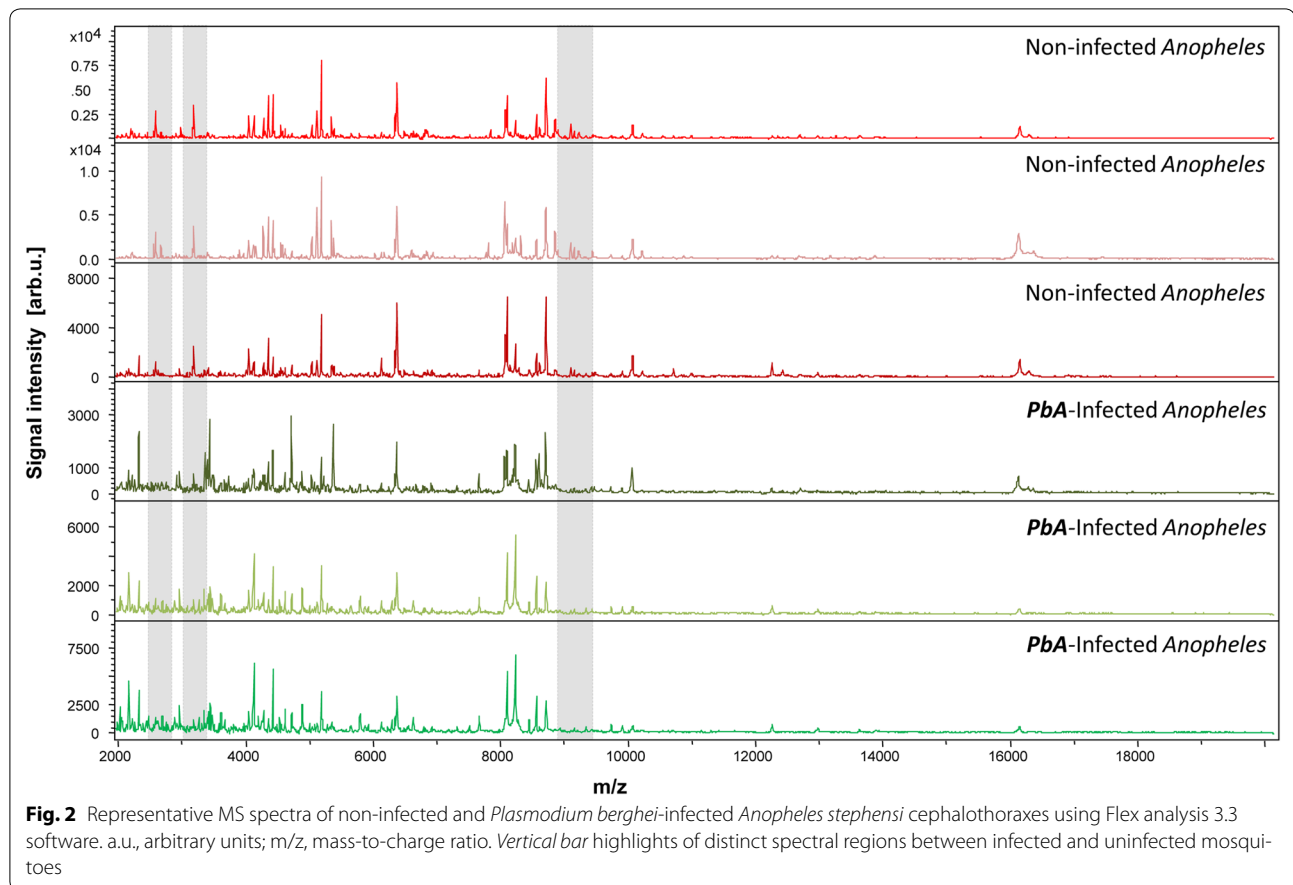 x10⁴
0.75
.50
0.25
Non-infected Anopheles
x10⁴
1.0
0.5
0.0
Non-infected Anopheles
8000
4000
0
Non-infected Anopheles
3000
1000
0
PbA-Infected Anopheles
6000
2000
0
PbA-Infected Anopheles
7500
2500
0
PbA-Infected Anopheles
Signal intensity [arb.u.]
2000 4000 6000 8000 10000 12000 14000 16000 18000
m/z
Fig. 2 Representative MS spectra of non-infected and Plasmodium berghei-infected Anopheles stephensi cephalothoraxes using Flex analysis 3.3
software. a.u., arbitrary units; m/z, mass-to-charge ratio. Vertical bar highlights of distinct spectral regions between infected and uninfected mosqui-
toes